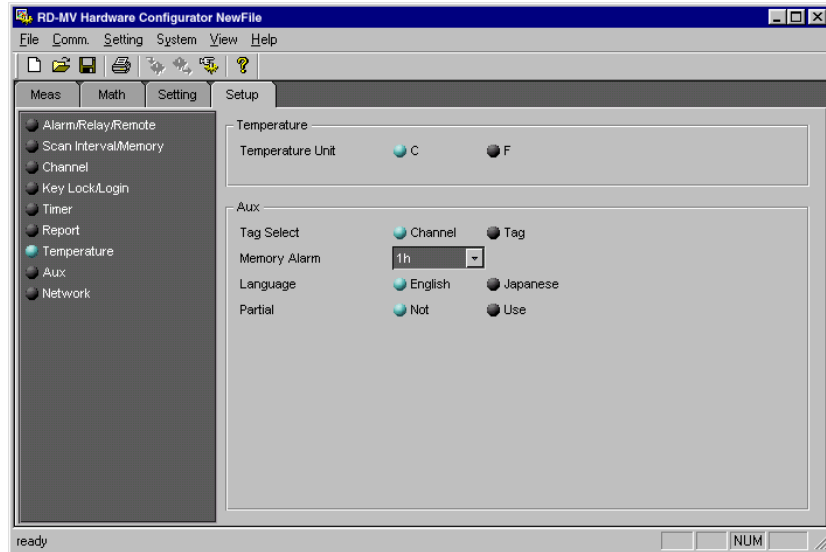 RD-MV Hardware Configurator NewFile
File Comm. Setting System View Help
Meas Math Setting Setup
Alarm/Relay/Remote
Scan Interval/Memory
Channel
Key Lock/Login
Timer
Report
Temperature
Aux
Network
Temperature
Temperature Unit C F
Aux
Tag Select Channel Tag
Memory Alarm 1h
Language English Japanese
Partial Not Use
ready NUM